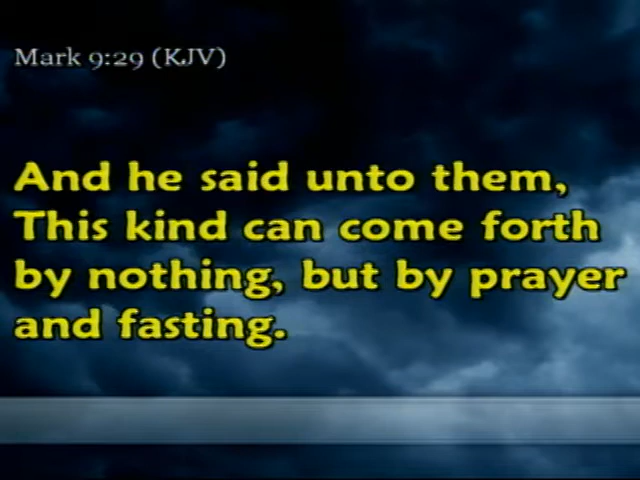 Mark 9:29 (KJV)
And he said unto them,
This kind can come forth
by nothing, but by prayer
and fasting.